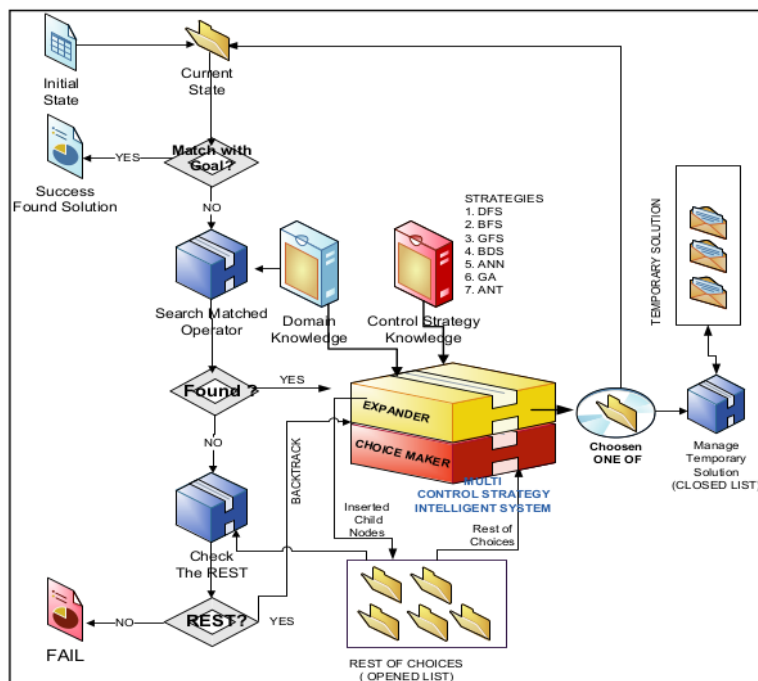 Initial
State
Current
State
Match with
Goal?
YES
Success
Found Solution
NO
STRATEGIES
1. DFS
2. BFS
3. GFS
4. BDS
5. ANN
6. GA
7. ANT
TEMPORARY SOLUTION
Search Matched
Operator
Domain
Knowledge
Control Strategy
Knowledge
Found ?
YES
EXPANDER
CHOICE MAKER
MULTI
CONTROL STRATEGY
INTELLIGENT SYSTEM
Choosen
ONE OF
Manage
Temporary
Solution
(CLOSED LIST)
NO
BACKTRACK
Inserted
Child
Nodes
Rest of
Choices
Check
The REST
REST?
YES
NO
FAIL
REST OF CHOICES
( OPENED LIST)